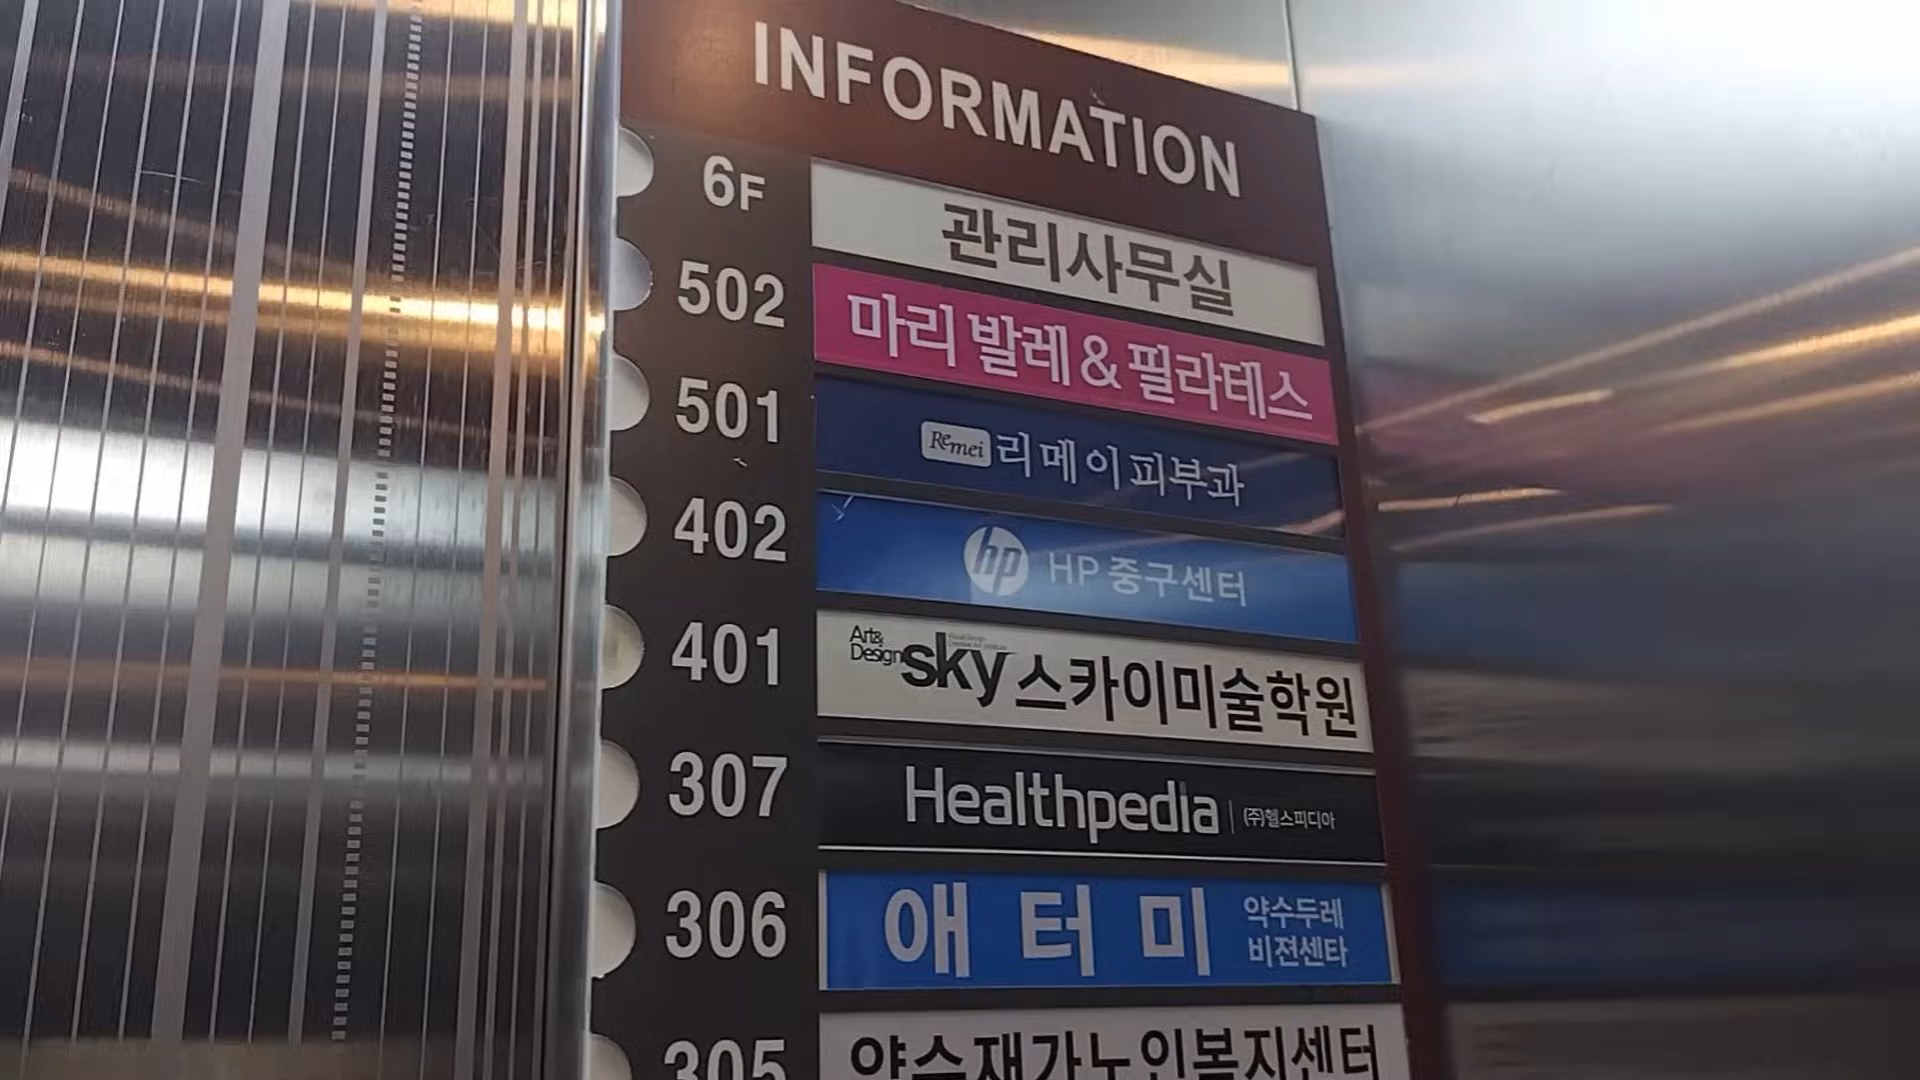 INFORMATION
6F 관리사무실
502 마리 발레 & 필라테스
501 Remei 리메이피부과
402 hp HP 중구센터
401 Art& Design sky 스카이미술학원
307 Healthpedia (주)헬스피디아
306 애터미 약수두레
비젼센타
305 약수재가노인복지센터